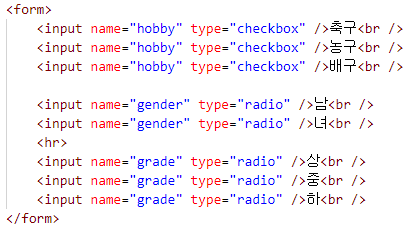 <form>
<input name="hobby" type="checkbox" />축구<br />
<input name="hobby" type="checkbox" />농구<br />
<input name="hobby" type="checkbox" />배구<br />
<input name="gender" type="radio" />남<br />
<input name="gender" type="radio" />녀<br />
<hr>
<input name="grade" type="radio" />상<br />
<input name="grade" type="radio" />중<br />
<input name="grade" type="radio" />하<br />
</form>